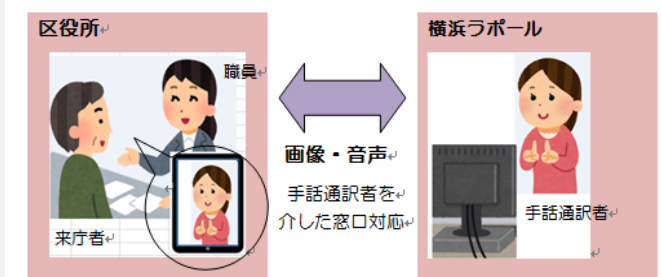 区役所
職員
来庁者
画像・音声
手話通訳者を
介した窓口対応
横浜ラポール
手話通訳者